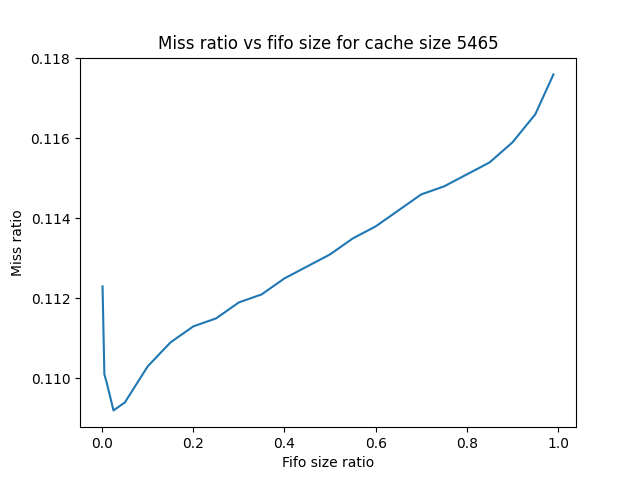 Miss ratio vs fifo size for cache size 5465
0.118
0.116
0.114
0.112
0.110
Miss ratio
0.0 0.2 0.4 0.6 0.8 1.0
Fifo size ratio